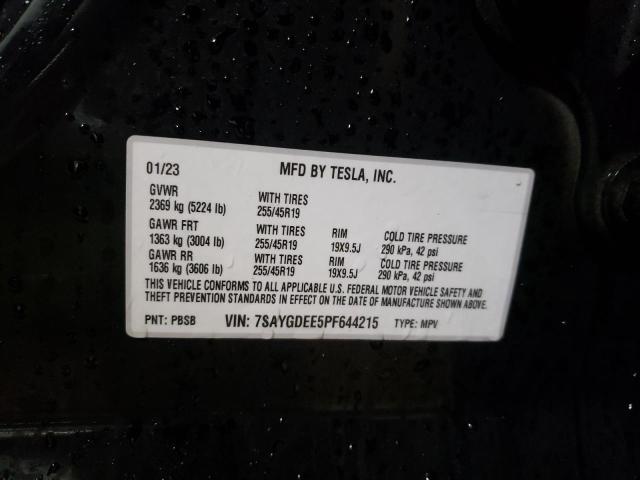 01/23 MFD BY TESLA, INC.
GVWR WITH TIRES
2369 kg (5224 lb) 255/45R19
GAWR FRT WITH TIRES RIM COLD TIRE PRESSURE
1363 kg (3004 lb) 255/45R19 19X9.5J 290 kPa, 42 psi
GAWR RR WITH TIRES RIM COLD TIRE PRESSURE
1636 kg (3606 lb) 255/45R19 19X9.5J 290 kPa, 42 psi
THIS VEHICLE CONFORMS TO ALL APPLICABLE U.S. FEDERAL MOTOR VEHICLE SAFETY AND
THEFT PREVENTION STANDARDS IN EFFECT ON THE DATE OF MANUFACTURE SHOWN ABOVE.
PNT: PBSB VIN: 7SAYGDEE5PF644215 TYPE: MPV